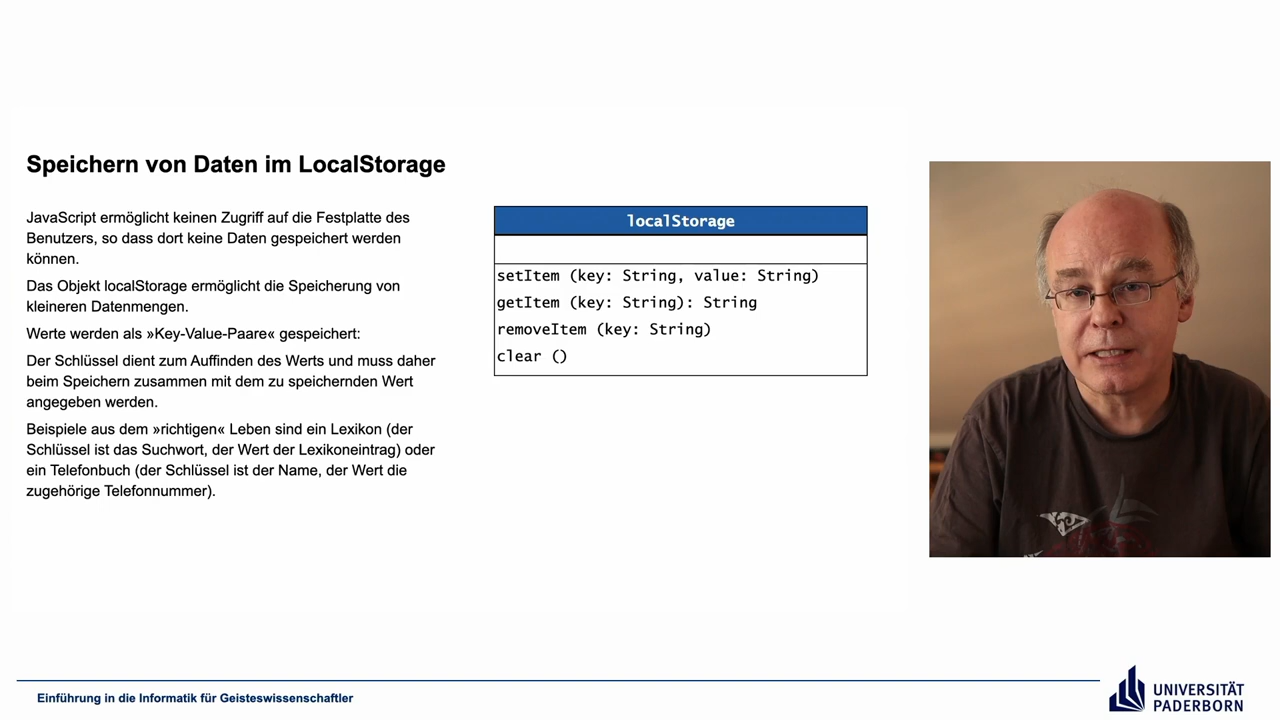 Speichern von Daten im LocalStorage
JavaScript ermöglicht keinen Zugriff auf die Festplatte des
Benutzers, so dass dort keine Daten gespeichert werden
können.
Das Objekt localStorage ermöglicht die Speicherung von
kleineren Datenmengen.
Werte werden als »Key-Value-Paare« gespeichert:
Der Schlüssel dient zum Auffinden des Werts und muss daher
beim Speichern zusammen mit dem zu speichernden Wert
angegeben werden.
Beispiele aus dem »richtigen« Leben sind ein Lexikon (der
Schlüssel ist das Suchwort, der Wert der Lexikoneintrag) oder
ein Telefonbuch (der Schlüssel ist der Name, der Wert die
zugehörige Telefonnummer).
localStorage
setItem (key: String, value: String)
getItem (key: String): String
removeItem (key: String)
clear ()
Einführung in die Informatik für Geisteswissenschaftler
UNIVERSITÄT
PADERBORN